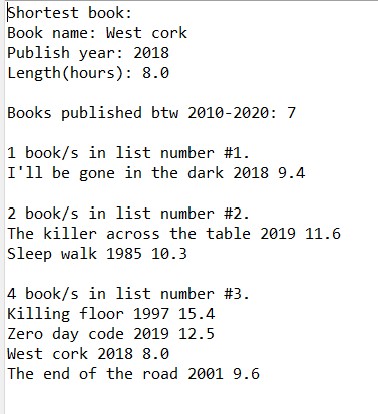 Shortest book:
Book name: West cork
Publish year: 2018
Length(hours): 8.0
Books published btw 2010-2020: 7
1 book/s in list number #1.
I'll be gone in the dark 2018 9.4
2 book/s in list number #2.
The killer across the table 2019 11.6
Sleep walk 1985 10.3
4 book/s in list number #3.
Killing floor 1997 15.4
Zero day code 2019 12.5
West cork 2018 8.0
The end of the road 2001 9.6